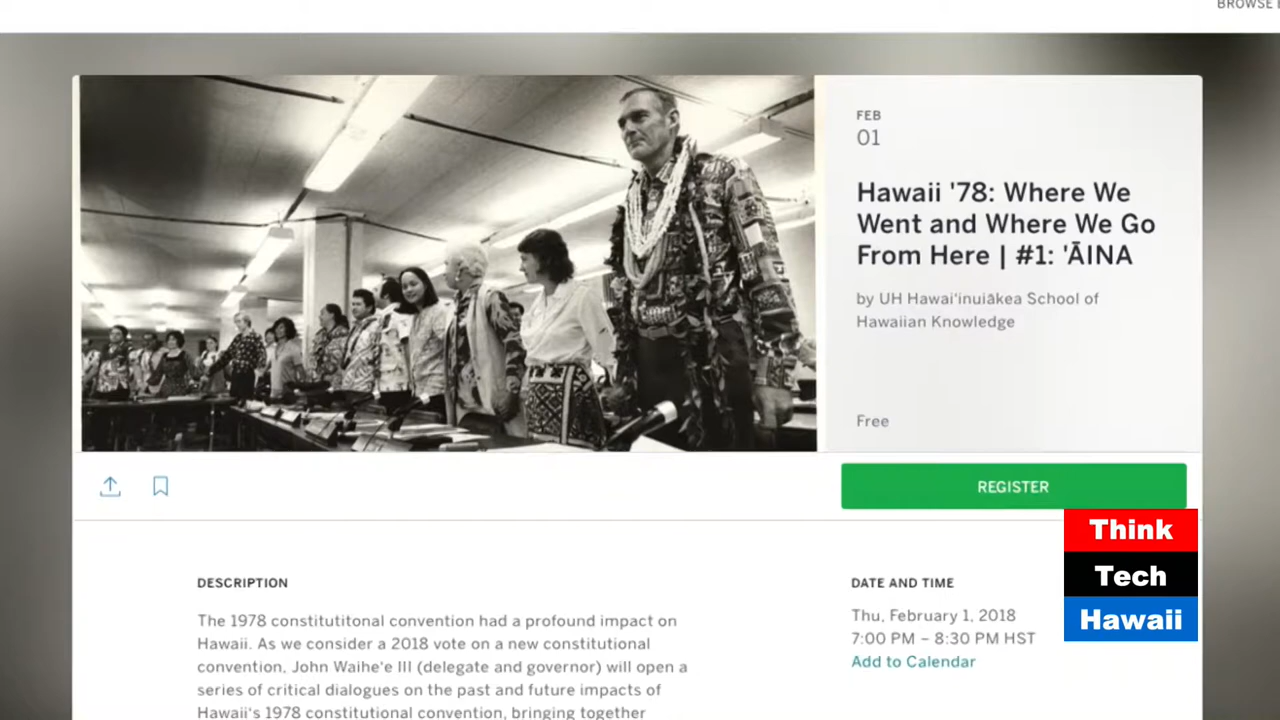 BROWSE
FEB
01
Hawaii '78: Where We
Went and Where We Go
From Here | #1: 'ĀINA
by UH Hawai'inuiākea School of
Hawaiian Knowledge
Free
REGISTER
DESCRIPTION
The 1978 constitutitonal convention had a profound impact on
Hawaii. As we consider a 2018 vote on a new constitutional
convention, John Waihe'e III (delegate and governor) will open a
series of critical dialogues on the past and future impacts of
Hawaii's 1978 constitutional convention, bringing together
DATE AND TIME
Thu, February 1, 2018
7:00 PM – 8:30 PM HST
Add to Calendar
Think
Tech
Hawaii